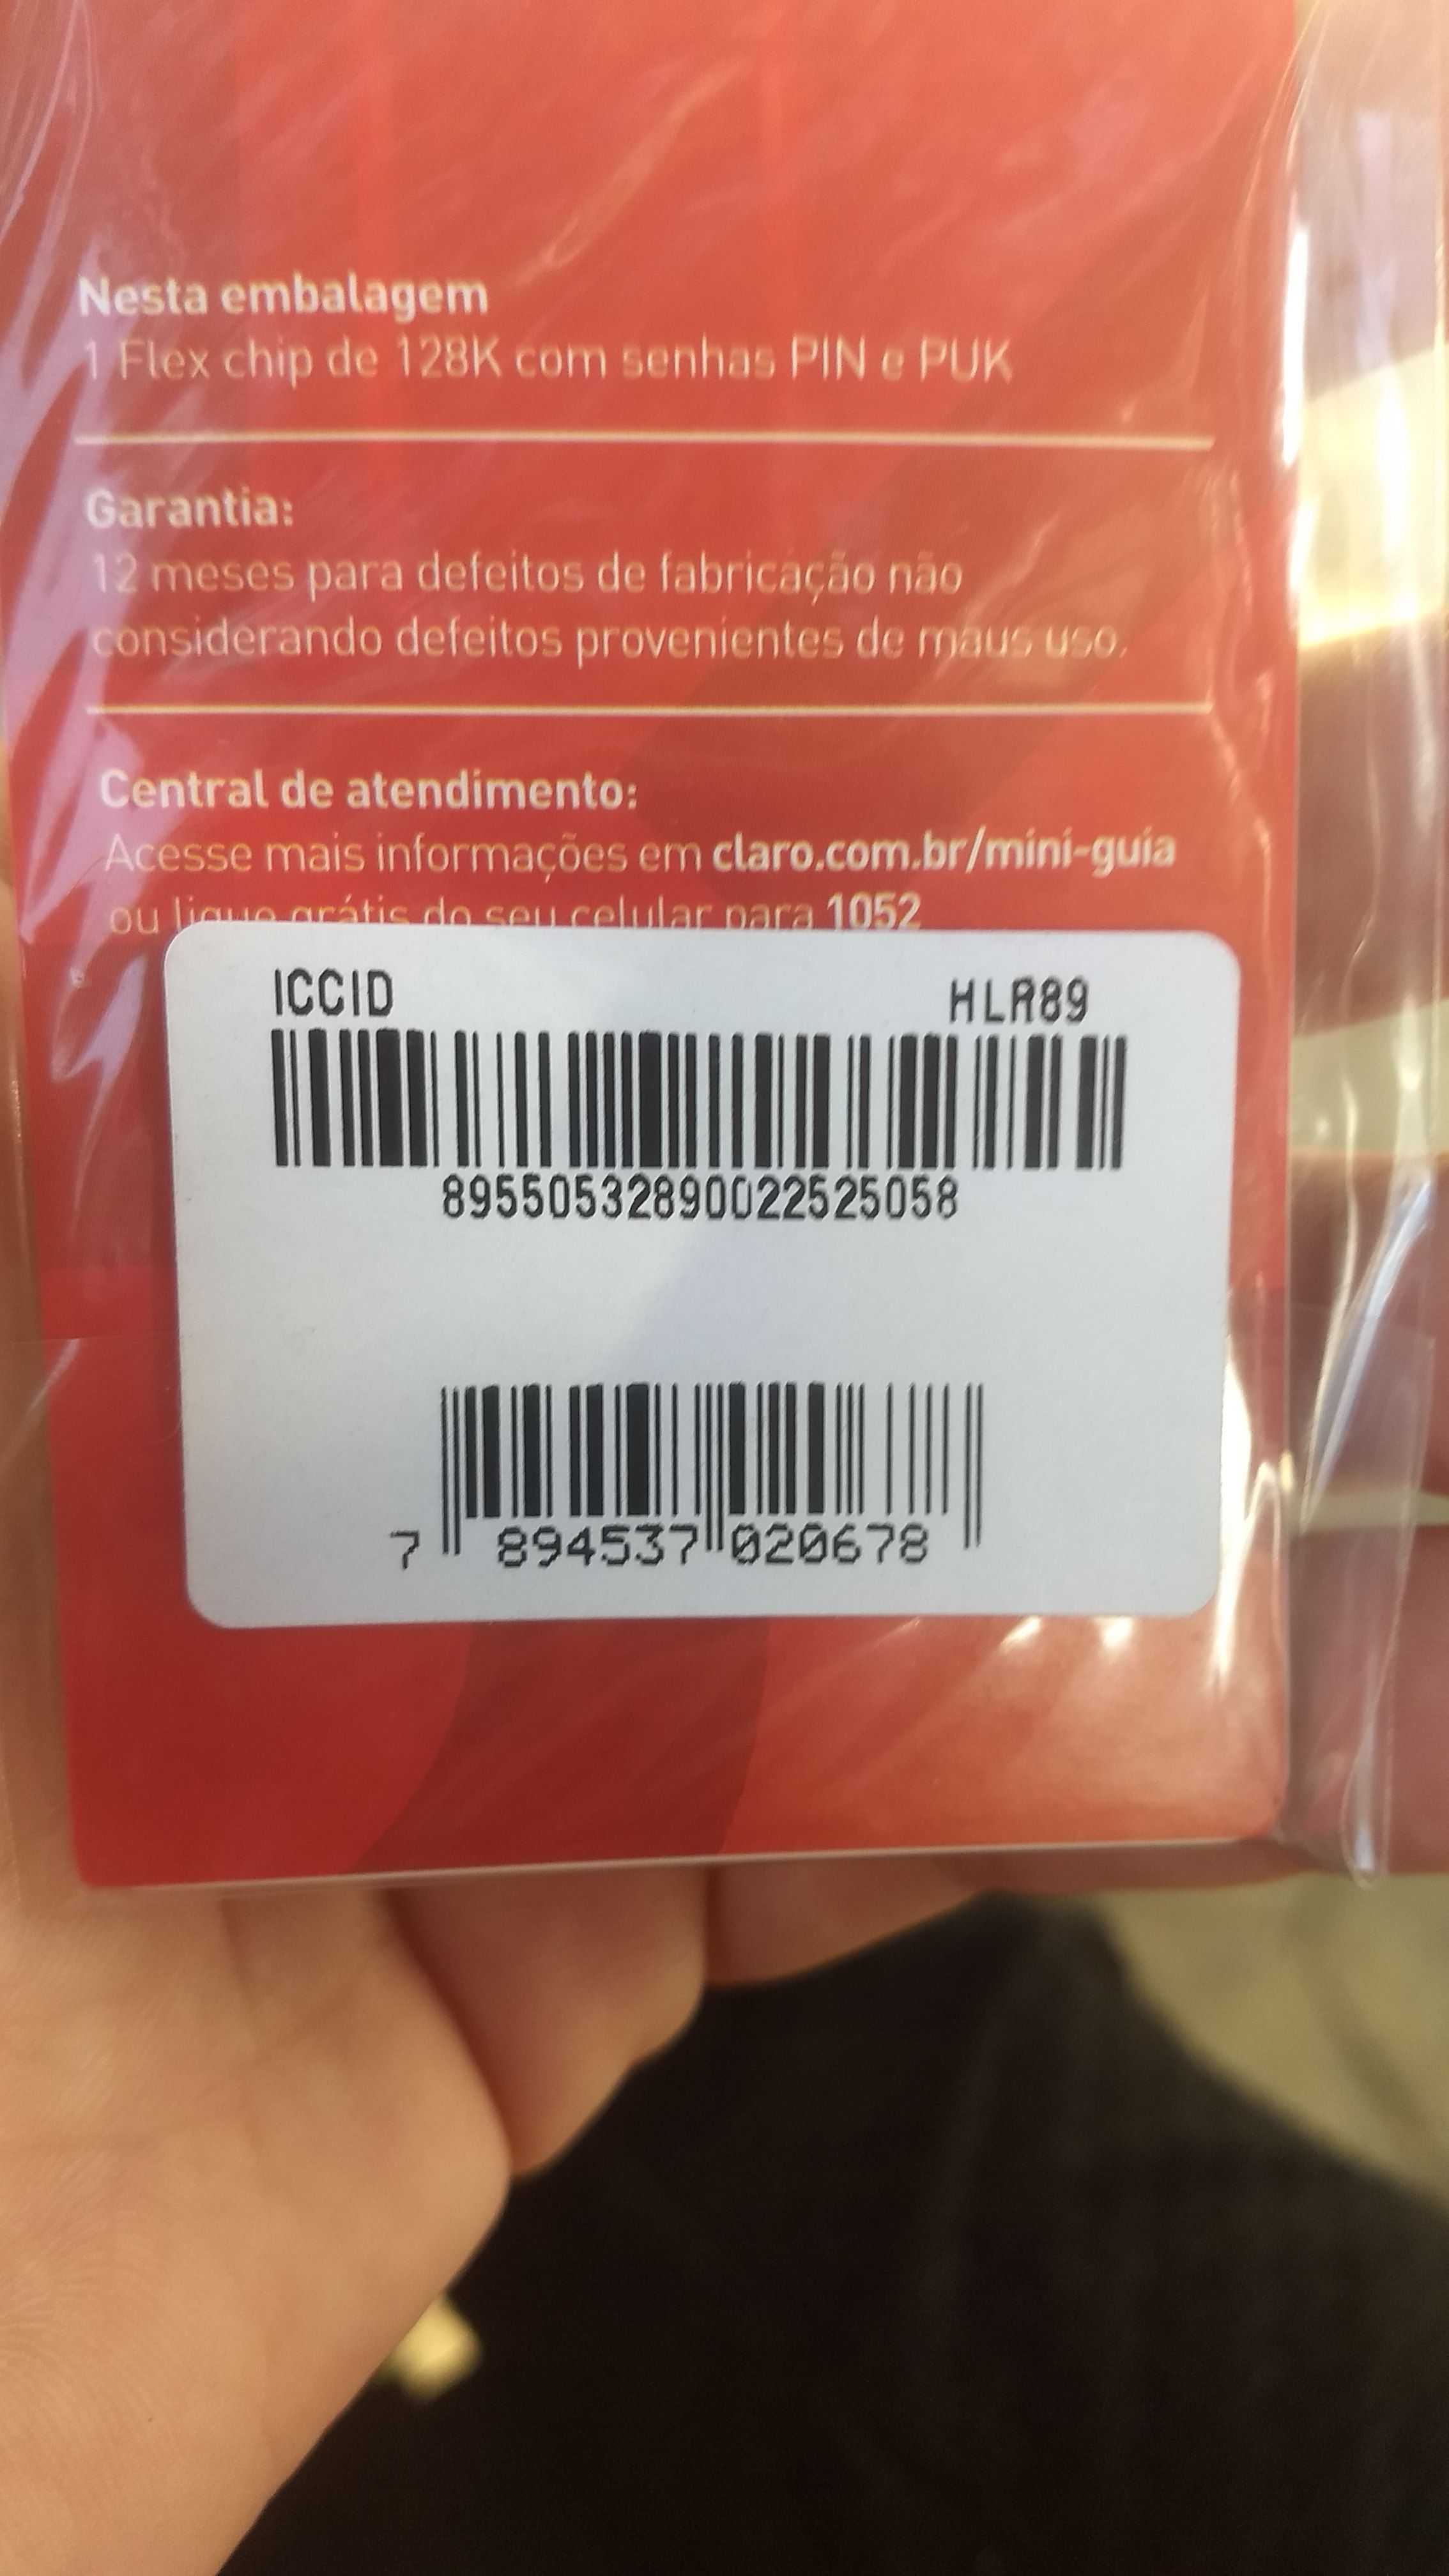 Nesta embalagem
1 Flex chip de 128K com senhas PIN e PUK
Garantia:
12 meses para defeitos de fabricação não
considerando defeitos provenientes de maus uso.
Central de atendimento:
Acesse mais informações em claro.com.br/mini-guia
ou ligue grátis do seu celular para 1052
ICCID HLR89
89550532890022525058
7 894537 020678